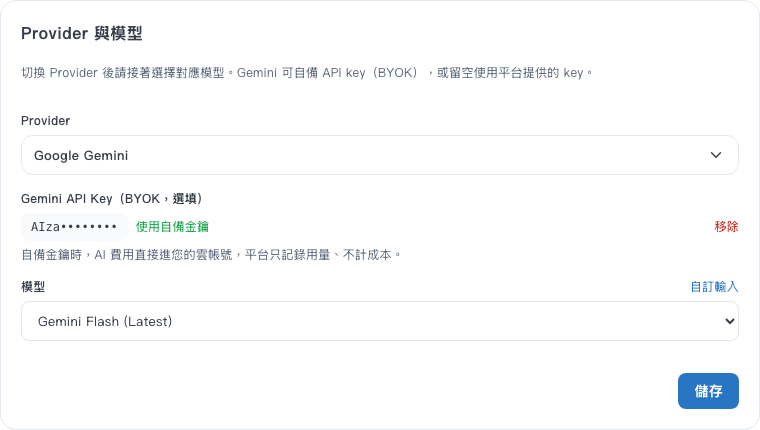 Provider 與模型
切換 Provider 後請接著選擇對應模型。Gemini 可自備 API key（BYOK），或留空使用平台提供的 key。
Provider
Google Gemini
Gemini API Key（BYOK，選填）
AIza•••••••• 使用自備金鑰 移除
自備金鑰時，AI 費用直接進您的雲帳號，平台只記錄用量、不計成本。
模型 自訂輸入
Gemini Flash (Latest)
儲存